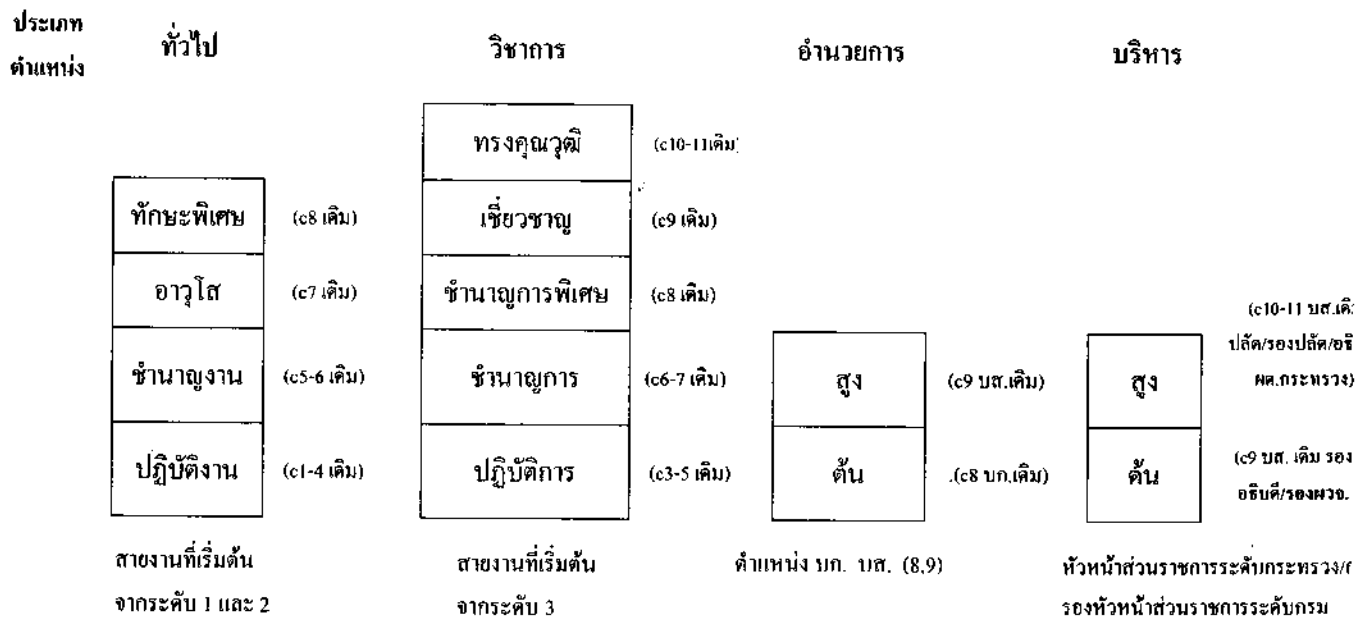 ประเภท
ตำแหน่ง
ทั่วไป
วิชาการ
อำนวยการ
บริหาร
ทรงคุณวุฒิ (c10-11เดิม)
ทักษะพิเศษ (c8 เดิม)
เชี่ยวชาญ (c9 เดิม)
อาวุโส (c7 เดิม)
ชำนาญการพิเศษ (c8 เดิม)
(c10-11 บส.เดิ
ปลัด/รองปลัด/อธิ
ผต.กระทรวง)
ชำนาญงาน (c5-6 เดิม)
ชำนาญการ (c6-7 เดิม)
สูง (c9 บส.เดิม)
สูง
ปฏิบัติงาน (c1-4 เดิม)
ปฏิบัติการ (c3-5 เดิม)
ต้น (c8 บก.เดิม)
ต้น
(c9 บส. เดิม รอง
อธิบดี/รองผวจ.
สายงานที่เริ่มต้น
จากระดับ 1 และ 2
สายงานที่เริ่มต้น
จากระดับ 3
ตำแหน่ง บก. บส. (8,9)
หัวหน้าส่วนราชการระดับกระทรวง/
รองหัวหน้าส่วนราชการระดับกรม